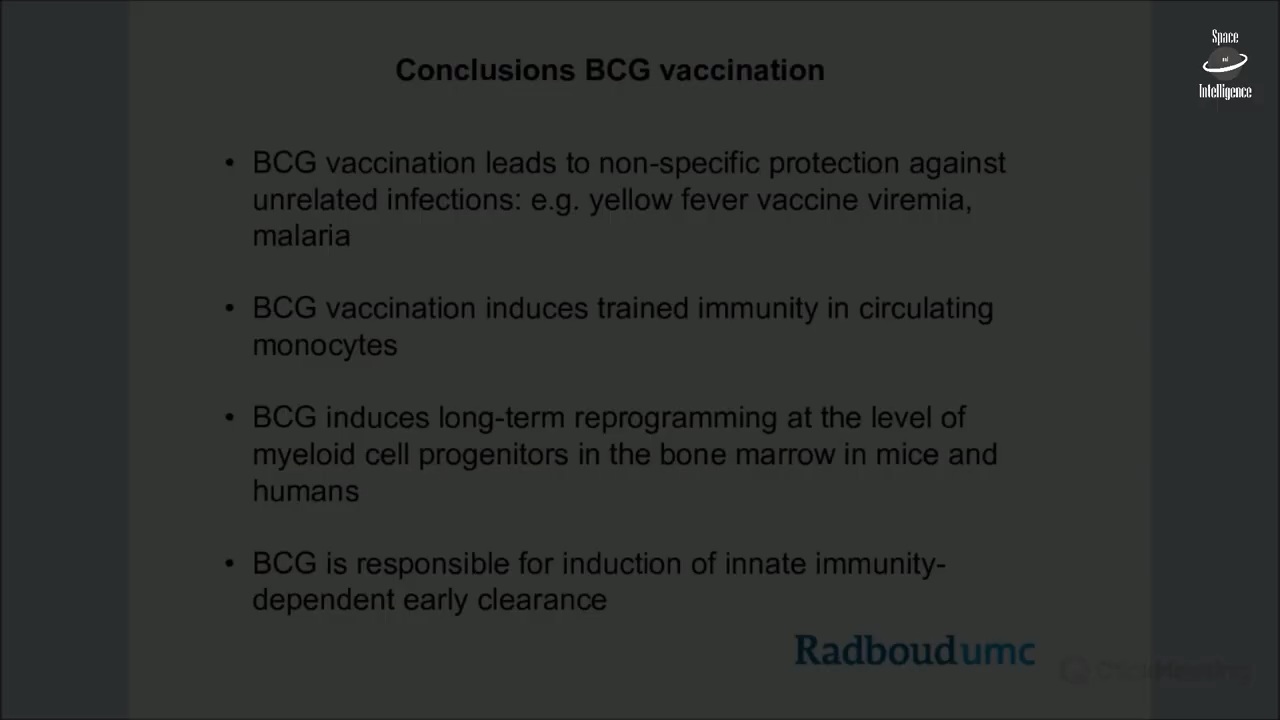 Space
and
Intelligence
Conclusions BCG vaccination
• BCG vaccination leads to non-specific protection against
unrelated infections: e.g. yellow fever vaccine viremia,
malaria
• BCG vaccination induces trained immunity in circulating
monocytes
• BCG induces long-term reprogramming at the level of
myeloid cell progenitors in the bone marrow in mice and
humans
• BCG is responsible for induction of innate immunity-
dependent early clearance
Radboudumc
ClickMeeting